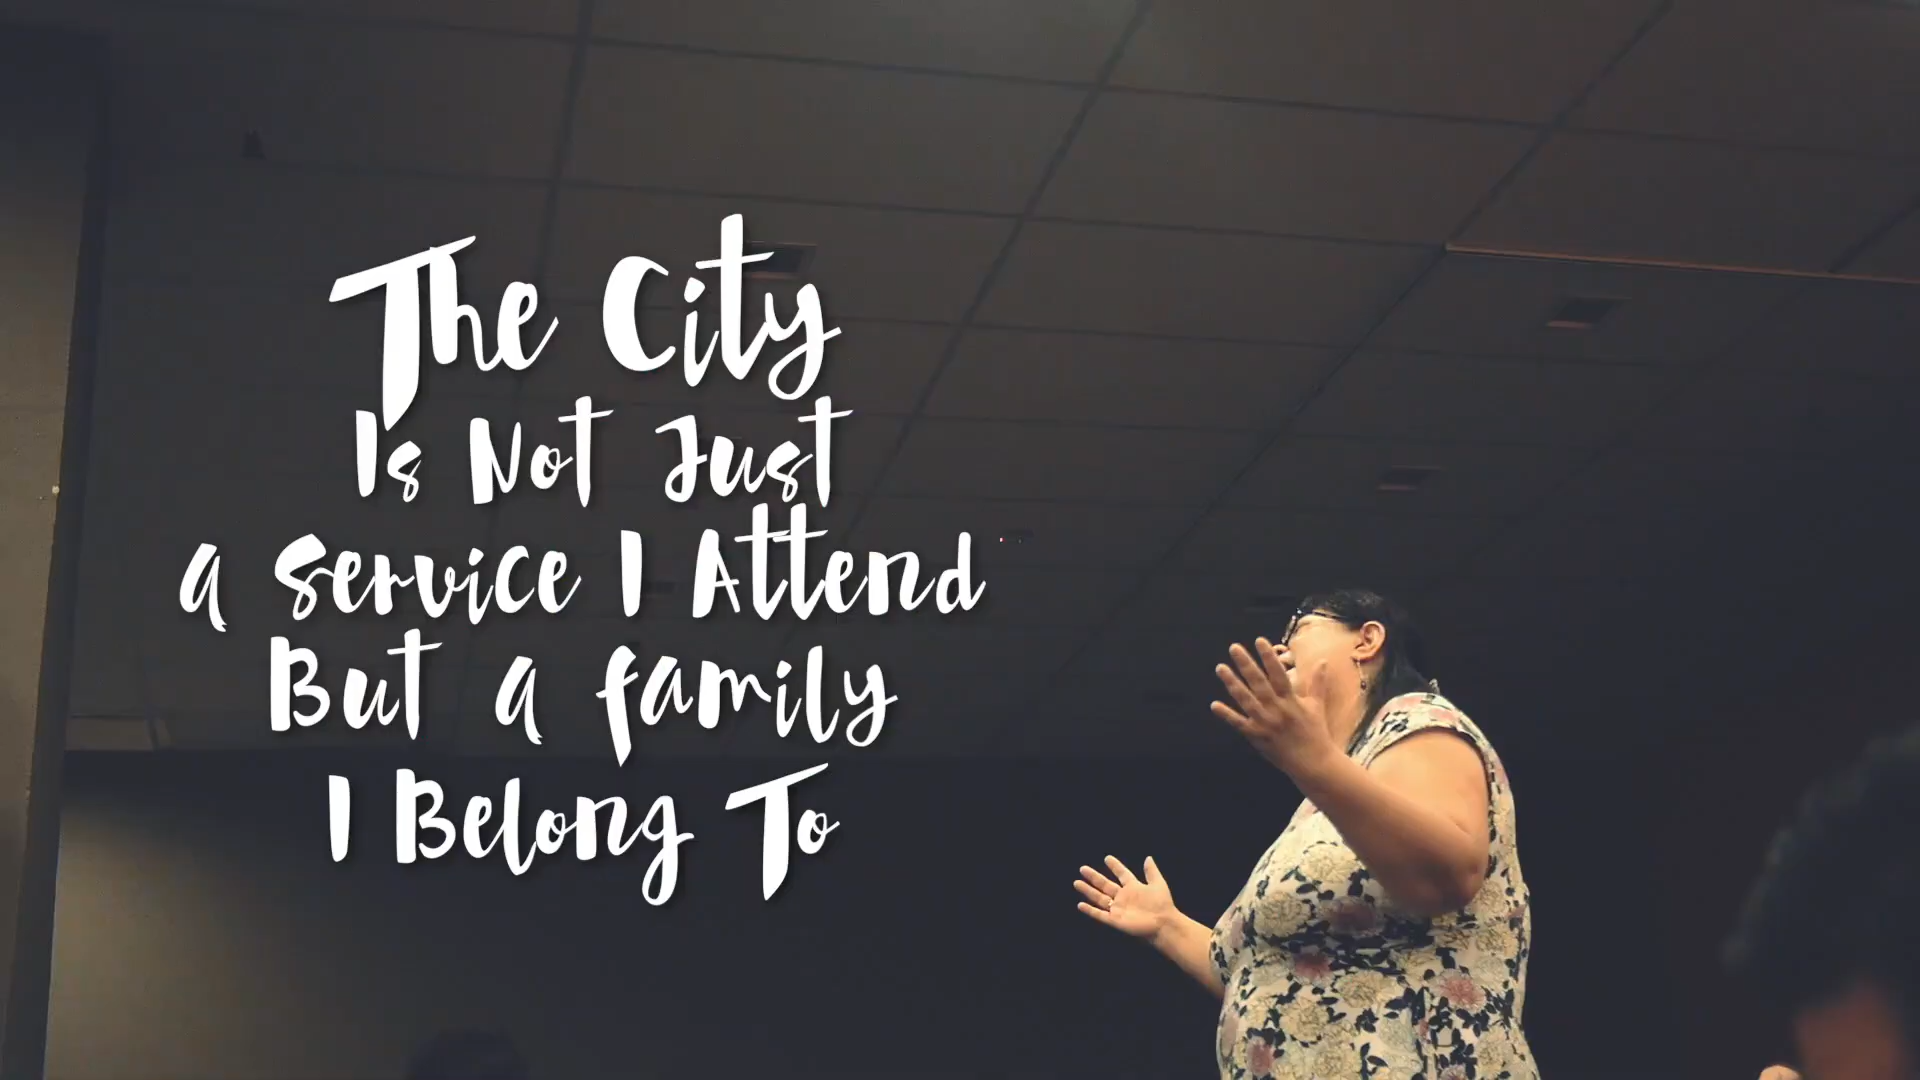 The City
Is Not Just
a Service I Attend
But a family
I Belong To